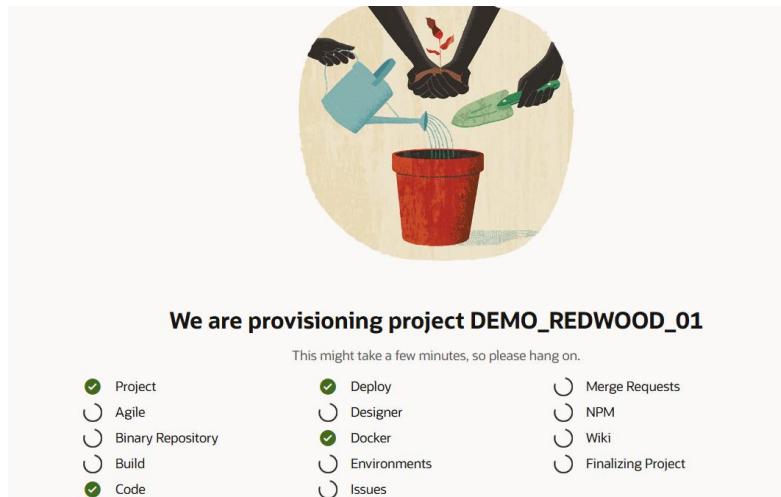 We are provisioning project DEMO_REDWOOD_01
This might take a few minutes, so please hang on.
Project
Agile
Binary Repository
Build
Code
Deploy
Designer
Docker
Environments
Issues
Merge Requests
NPM
Wiki
Finalizing Project